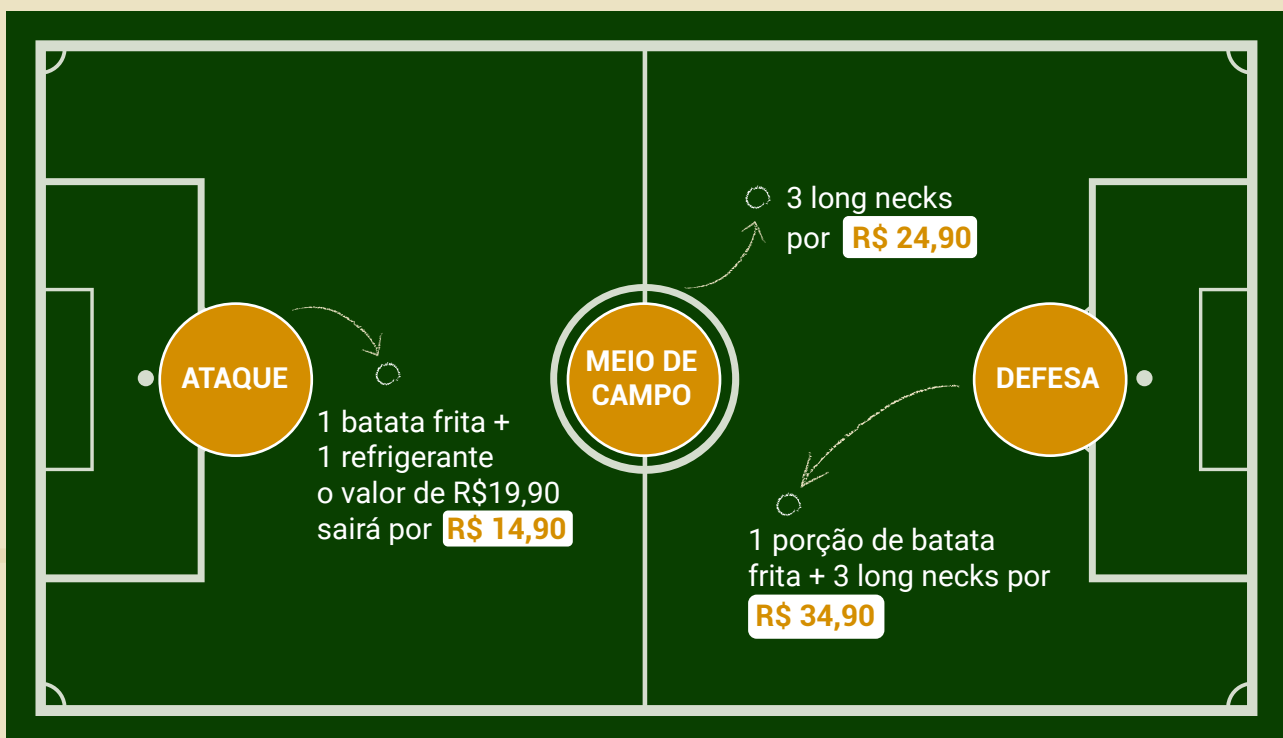 ATAQUE
1 batata frita +
1 refrigerante
o valor de R$19,90
sairá por R$ 14,90
MEIO DE
CAMPO
3 long necks
por R$ 24,90
DEFESA
1 porção de batata
frita + 3 long necks por
R$ 34,90